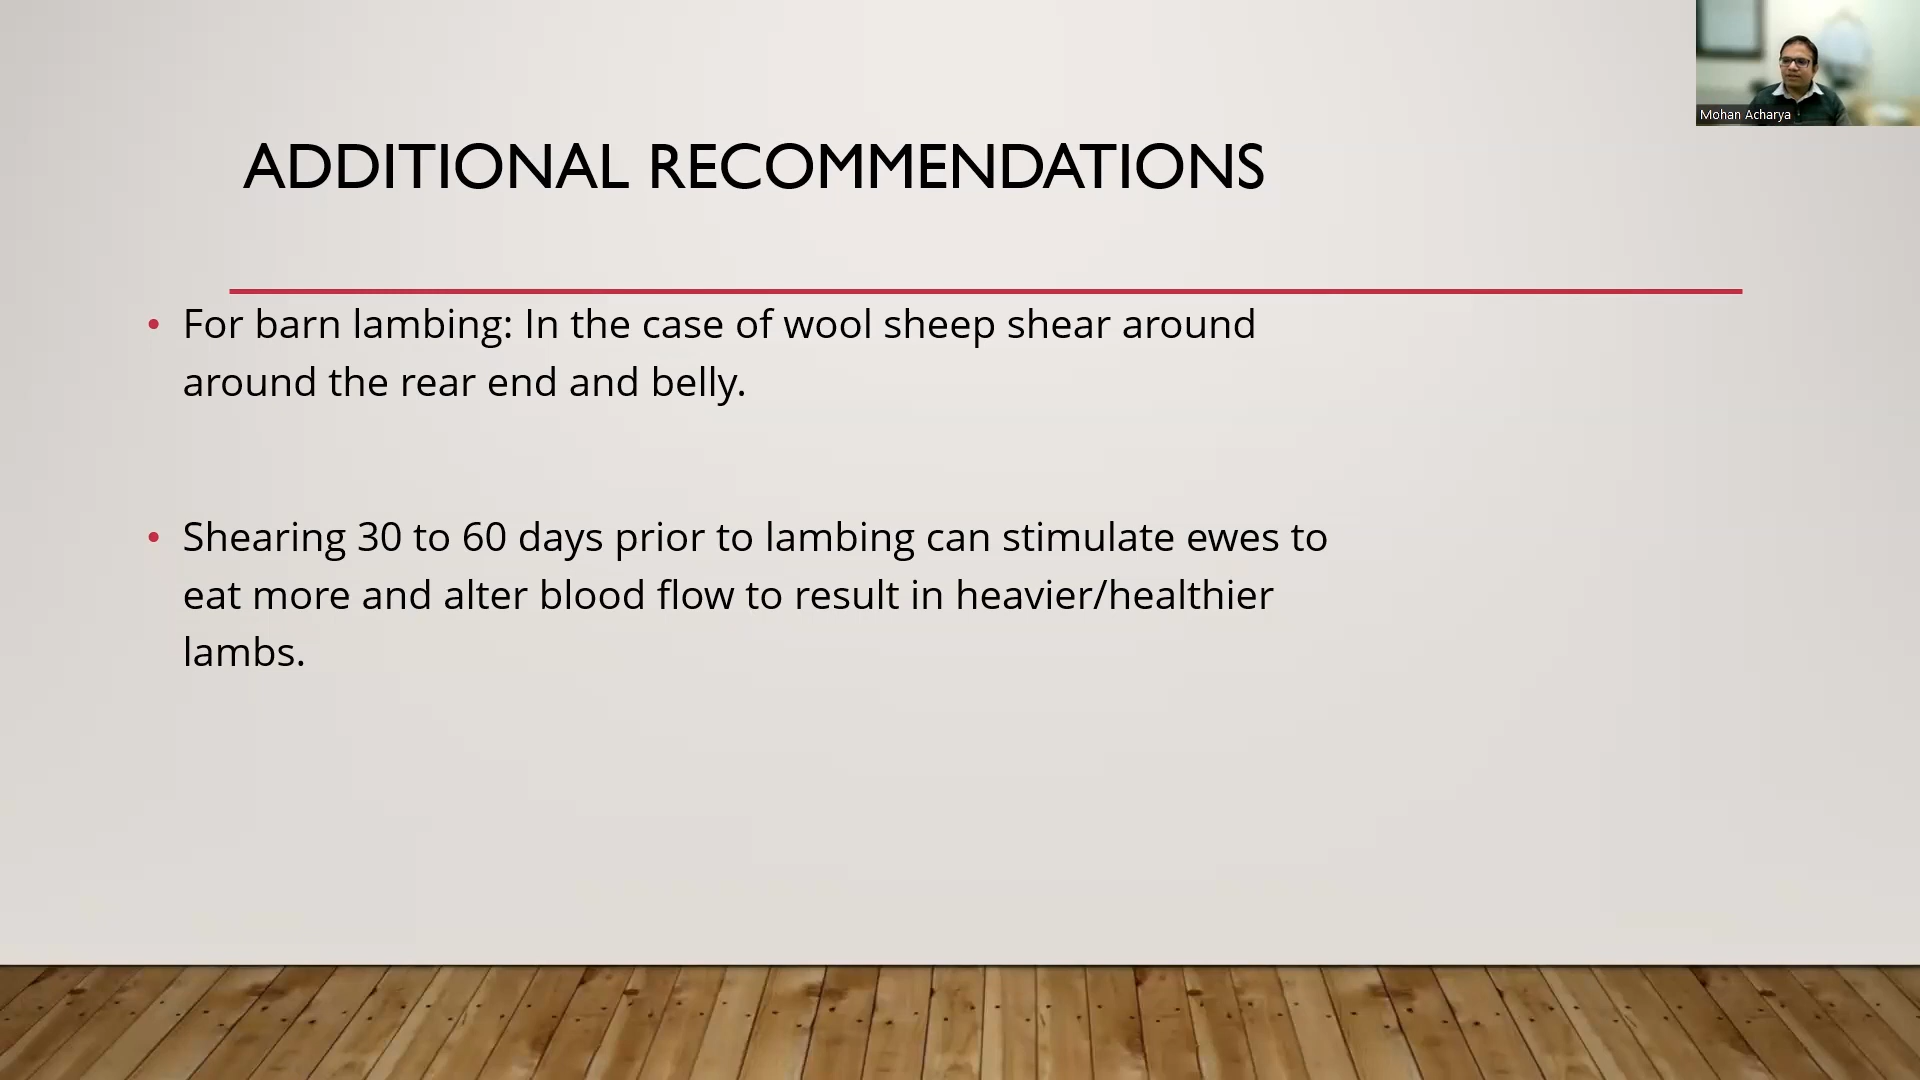 Mohan Acharya
ADDITIONAL RECOMMENDATIONS
• For barn lambing: In the case of wool sheep shear around
around the rear end and belly.
• Shearing 30 to 60 days prior to lambing can stimulate ewes to
eat more and alter blood flow to result in heavier/healthier
lambs.